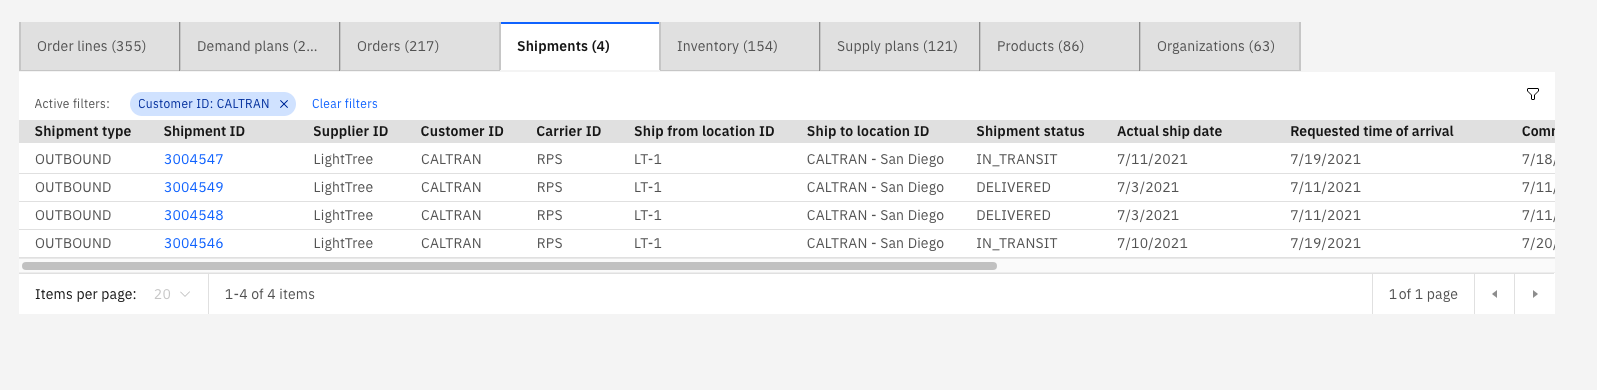 Order lines (355) Demand plans (2... Orders (217) Shipments (4) Inventory (154) Supply plans (121) Products (86) Organizations (63)
Active filters: Customer ID: CALTRAN × Clear filters
Shipment type Shipment ID Supplier ID Customer ID Carrier ID Ship from location ID Ship to location ID Shipment status Actual ship date Requested time of arrival
OUTBOUND 3004547 LightTree CALTRAN RPS LT-1 CALTRAN - San Diego IN_TRANSIT 7/11/2021 7/19/2021 7/18/
OUTBOUND 3004549 LightTree CALTRAN RPS LT-1 CALTRAN - San Diego DELIVERED 7/3/2021 7/11/2021 7/11/
OUTBOUND 3004548 LightTree CALTRAN RPS LT-1 CALTRAN - San Diego DELIVERED 7/3/2021 7/11/2021 7/11/
OUTBOUND 3004546 LightTree CALTRAN RPS LT-1 CALTRAN - San Diego IN_TRANSIT 7/10/2021 7/19/2021 7/20/
Items per page: 20 1-4 of 4 items 1 of 1 page